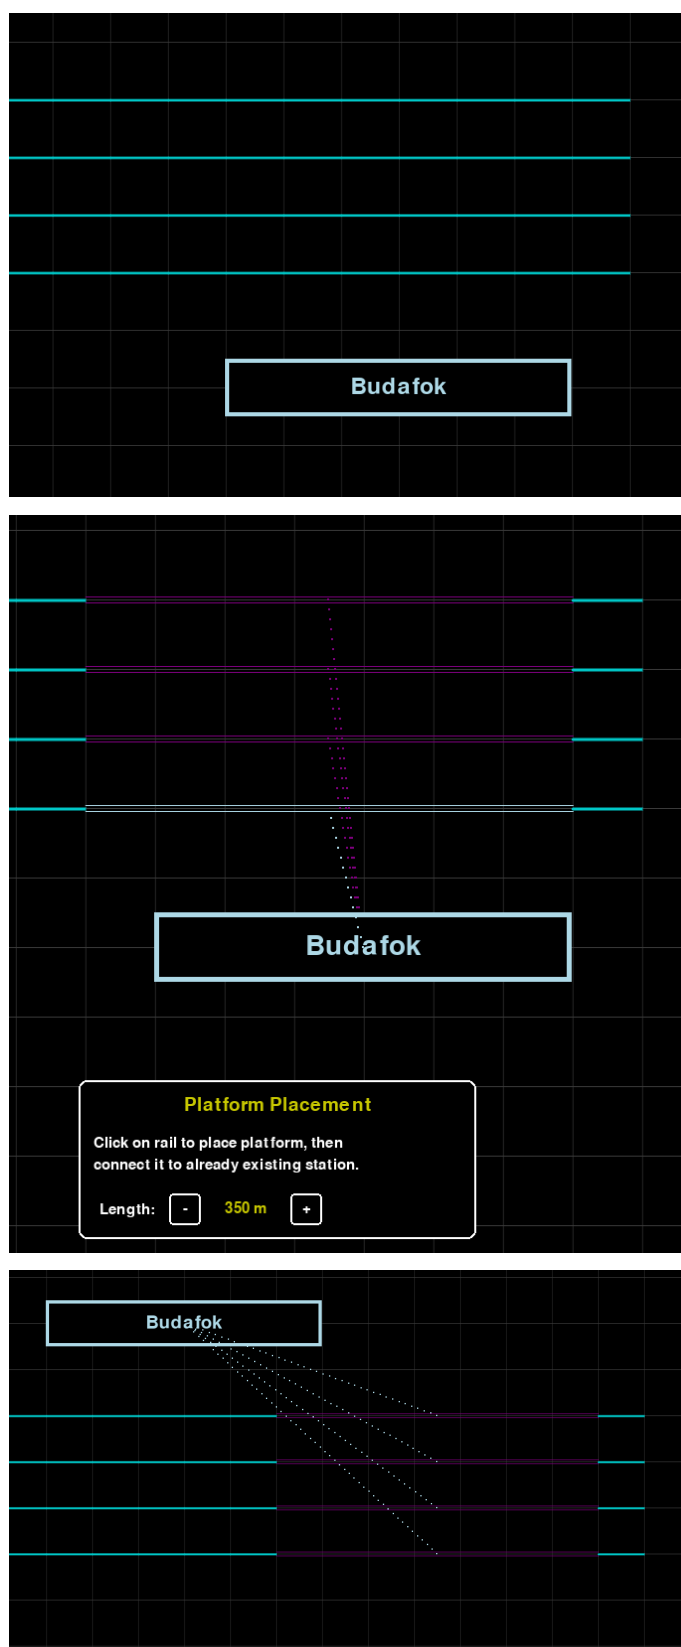 Budafok
Budafok
Platform Placement
Click on rail to place platform, then
connect it to already existing station.
Length: - 350 m +
Budafok